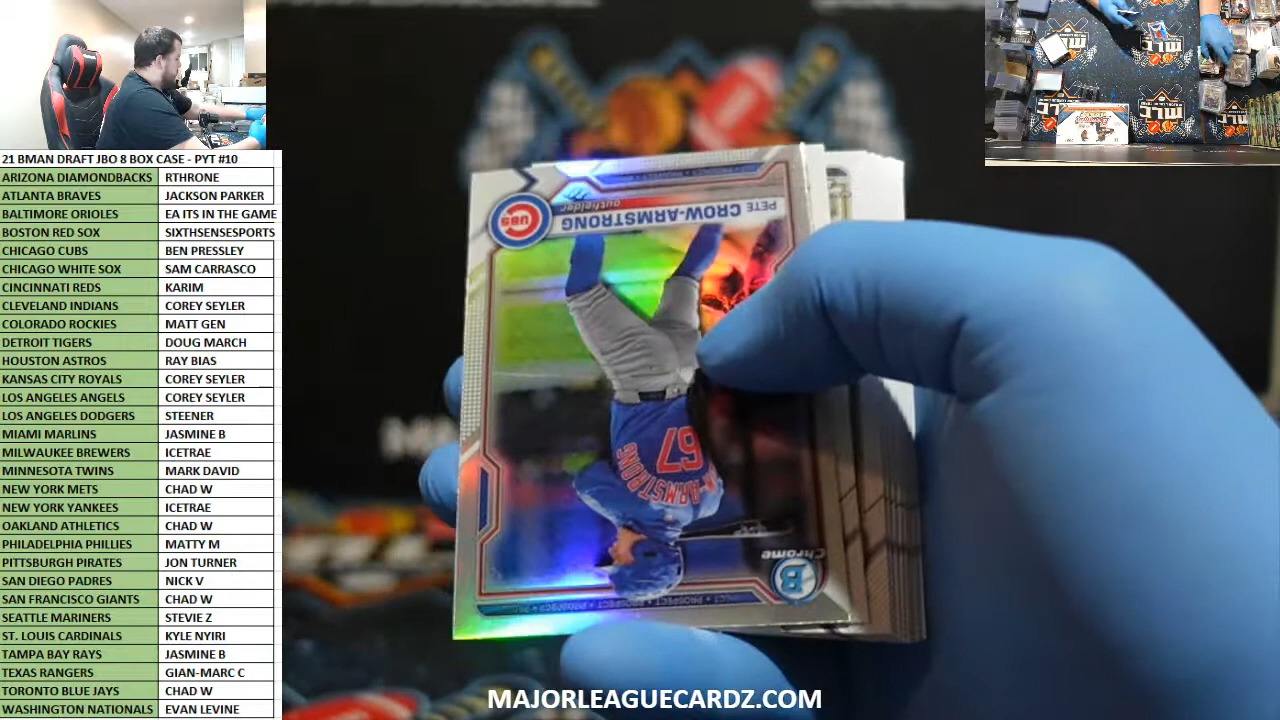 21 BMAN DRAFT JBO 8 BOX CASE - PYT #10
ARIZONA DIAMONDBACKS RTHRONE
ATLANTA BRAVES JACKSON PARKER
BALTIMORE ORIOLES EA ITS IN THE GAME
BOSTON RED SOX SIXTHSENSESPORTS
CHICAGO CUBS BEN PRESSLEY
CHICAGO WHITE SOX SAM CARRASCO
CINCINNATI REDS KARIM
CLEVELAND INDIANS COREY SEYLER
COLORADO ROCKIES MATT GEN
DETROIT TIGERS DOUG MARCH
HOUSTON ASTROS RAY BIAS
KANSAS CITY ROYALS COREY SEYLER
LOS ANGELES ANGELS COREY SEYLER
LOS ANGELES DODGERS STEENER
MIAMI MARLINS JASMINE B
MILWAUKEE BREWERS ICETRAE
MINNESOTA TWINS MARK DAVID
NEW YORK METS CHAD W
NEW YORK YANKEES ICETRAE
OAKLAND ATHLETICS CHAD W
PHILADELPHIA PHILLIES MATTY M
PITTSBURGH PIRATES JON TURNER
SAN DIEGO PADRES NICK V
SAN FRANCISCO GIANTS CHAD W
SEATTLE MARINERS STEVIE Z
ST. LOUIS CARDINALS KYLE NYIRI
TAMPA BAY RAYS JASMINE B
TEXAS RANGERS GIAN-MARC C
TORONTO BLUE JAYS CHAD W
WASHINGTON NATIONALS EVAN LEVINE
PETE CROW-ARMSTRONG
outfielder
CUBS
67
W-ARMSTRONG
Chrome
B
MLC
MLC
MAJORLEAGUECARDZ.COM